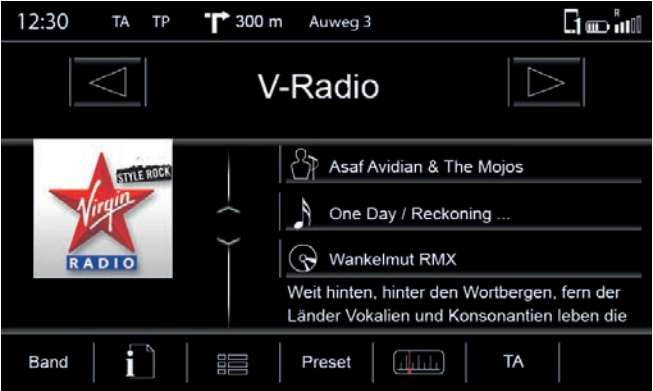 12:30 TA TP 300 m Auweg 3 R
V-Radio
STYLE ROCK
Virgin
RADIO
Asaf Avidian & The Mojos
One Day / Reckoning ...
Wankelmut RMX
Weit hinten, hinter den Wortbergen, fern der
Länder Vokalien und Konsonantien leben die
Band i Preset TA